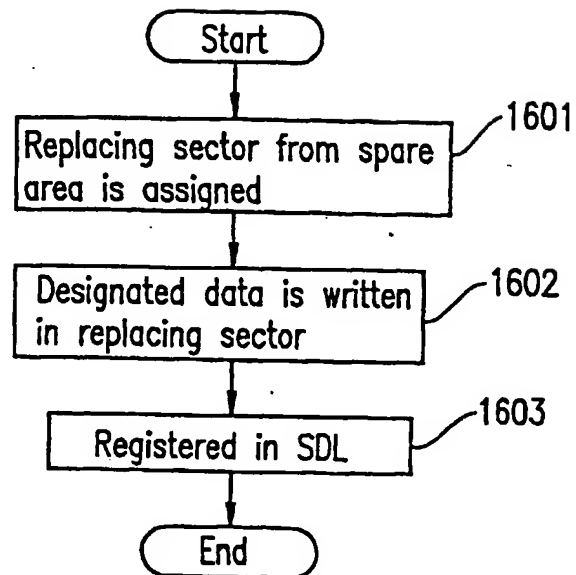 Start
1601
Replacing sector from spare
area is assigned
1602
Designated data is written
in replacing sector
1603
Registered in SDL
End